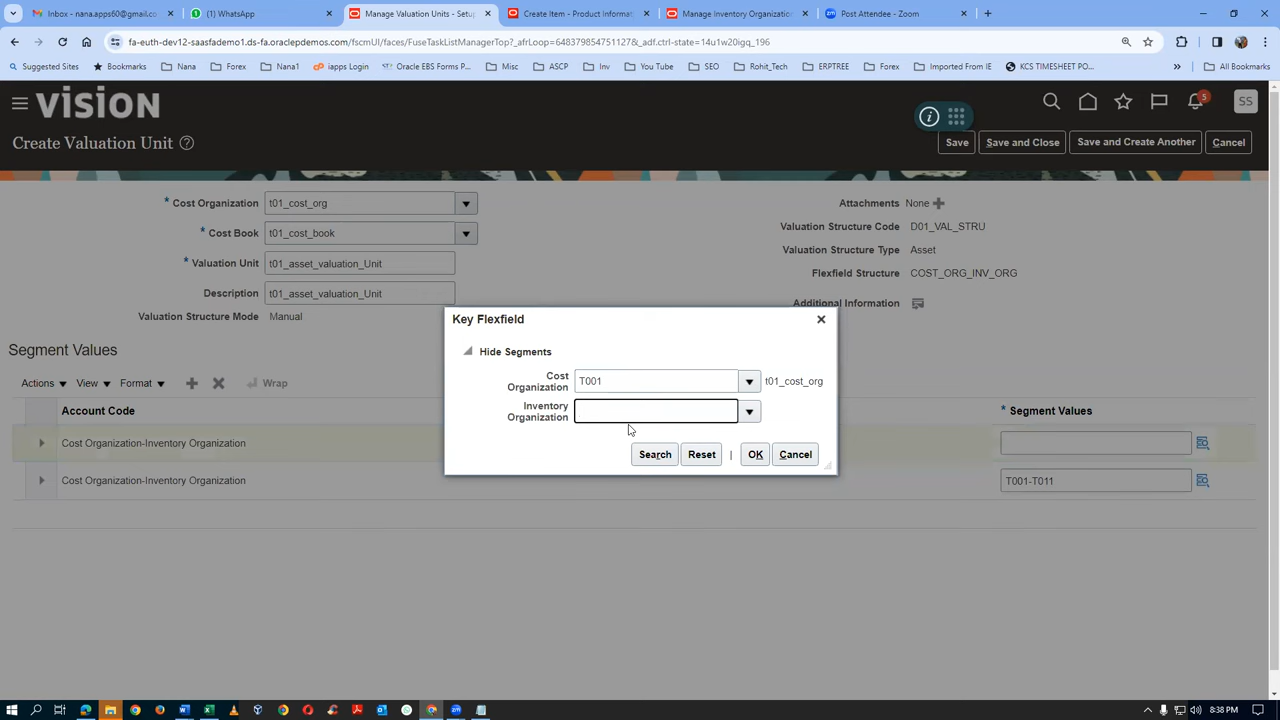 Inbox - nana.apps60@gmail.co
WhatsApp
Manage Valuation Units - Setu
Create Item - Product Informat
Manage Inventory Organization
Post Attendee - Zoom
fa-euth-dev12-saasfademo1.ds-fa.oraclepdemos.com/fscmUI/faces/FuseTaskListManagerTop?_afrLoop=64837985475112​7&_adf.ctrl-state=14u1w20igq_196
Suggested Sites
Bookmarks
Nana
Forex
Nana1
iapps Login
Oracle EBS Forms P...
Misc
ASCP
Inv
You Tube
SEO
Rohit_Tech
ERPTREE
Forex
Imported From IE
KCS TIMESHEET PO...
»
All Bookmarks
VISION
5
SS
Create Valuation Unit
Save
Save and Close
Save and Create Another
Cancel
* Cost Organization t01_cost_org
Attachments None
* Cost Book t01_cost_book
Valuation Structure Code D01_VAL_STRU
Valuation Structure Type Asset
* Valuation Unit t01_asset_valuation_Unit
Flexfield Structure COST_ORG_INV_ORG
Description t01_asset_valuation_Unit
Additional Information
Valuation Structure Mode Manual
Key Flexfield
Hide Segments
Cost
Organization T001 t01_cost_org
Inventory
Organization
Search
Reset
OK
Cancel
Segment Values
Actions
View
Format
Wrap
Account Code
* Segment Values
Cost Organization-Inventory Organization
Cost Organization-Inventory Organization T001-T011
8:38 PM